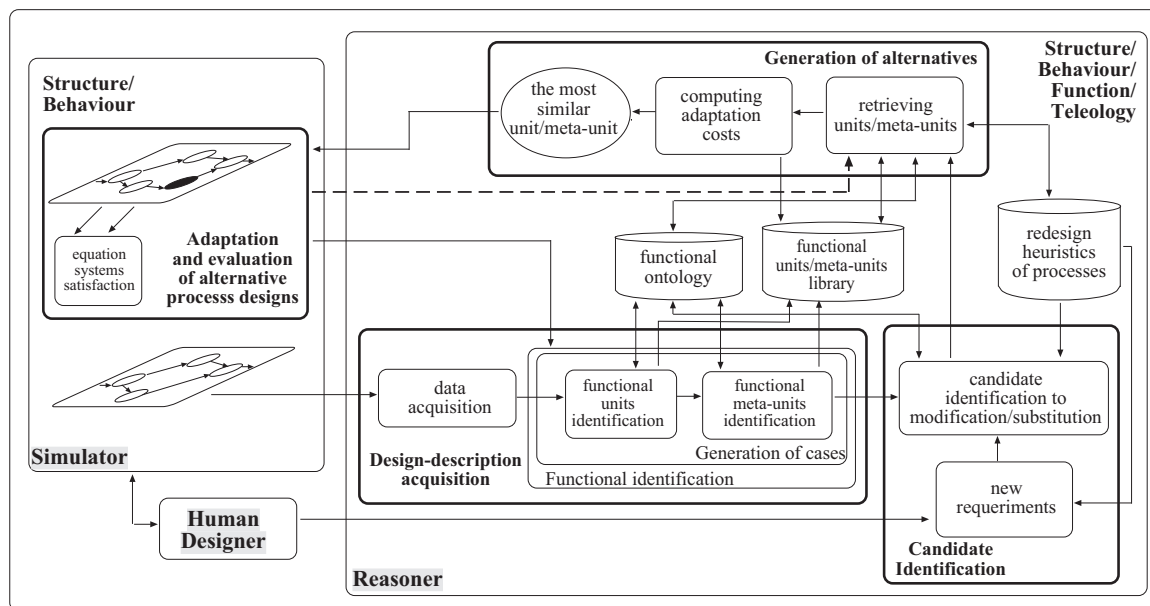 Structure/
Behaviour
equation
systems
satisfaction
Adaptation
and evaluation
of alternative
processs designs
Simulator
Human
Designer
Generation of alternatives
the most
similar
unit/meta-unit
computing
adaptation
costs
retrieving
units/meta-units
Structure/
Behaviour/
Function/
Teleology
functional
ontology
functional
units/meta-units
library
redesign
heuristics
of processes
data
acquisition
functional
units
identification
functional
meta-units
identification
Generation of cases
Functional identification
Design-description
acquisition
candidate
identification to
modification/substitution
new
requeriments
Candidate
Identification
Reasoner